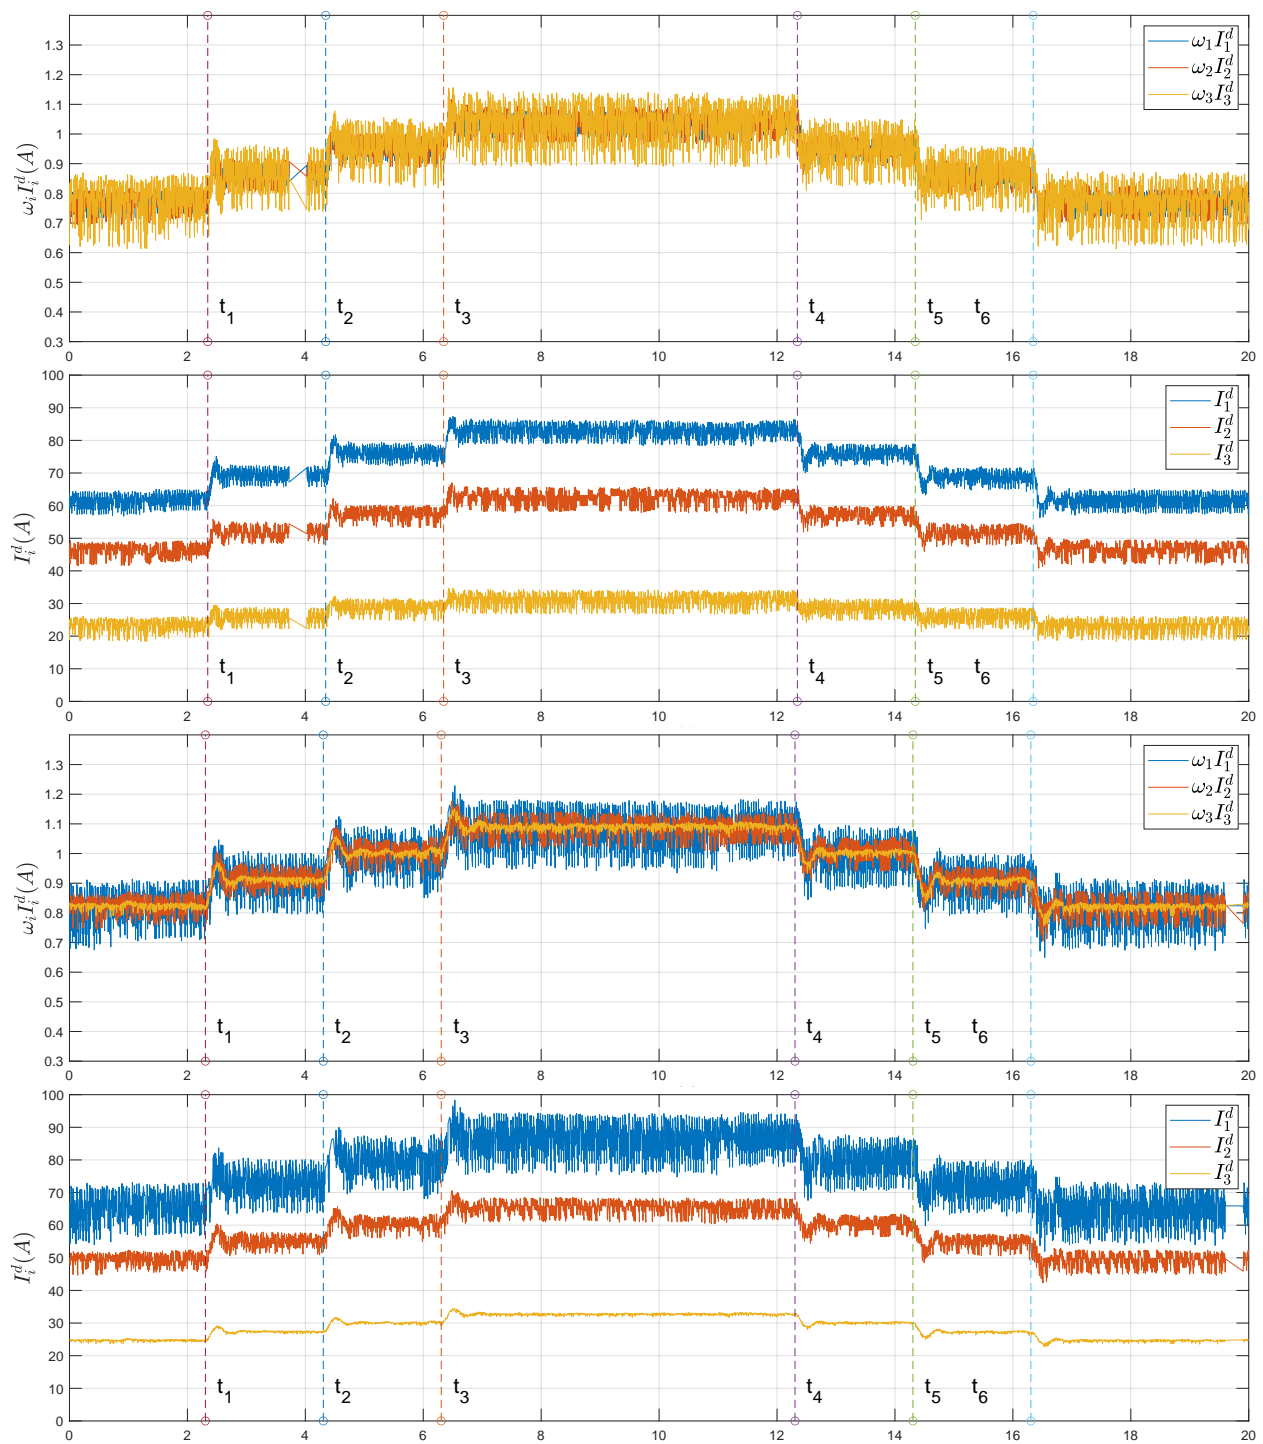 1.3
1.2
1.1
1
0.9
0.8
0.7
0.6
0.5
0.4
0.3
ωᵢIᵢᵈ(A)
ω₁I₁ᵈ
ω₂I₂ᵈ
ω₃I₃ᵈ
t₁ t₂ t₃ t₄ t₅ t₆
0 2 4 6 8 10 12 14 16 18 20
100
90
80
70
60
50
40
30
20
10
0
Iᵢᵈ(A)
I₁ᵈ
I₂ᵈ
I₃ᵈ
t₁ t₂ t₃ t₄ t₅ t₆
0 2 4 6 8 10 12 14 16 18 20
1.3
1.2
1.1
1
0.9
0.8
0.7
0.6
0.5
0.4
0.3
ωᵢIᵢᵈ(A)
ω₁I₁ᵈ
ω₂I₂ᵈ
ω₃I₃ᵈ
t₁ t₂ t₃ t₄ t₅ t₆
0 2 4 6 8 10 12 14 16 18 20
100
90
80
70
60
50
40
30
20
10
0
Iᵢᵈ(A)
I₁ᵈ
I₂ᵈ
I₃ᵈ
t₁ t₂ t₃ t₄ t₅ t₆
0 2 4 6 8 10 12 14 16 18 20